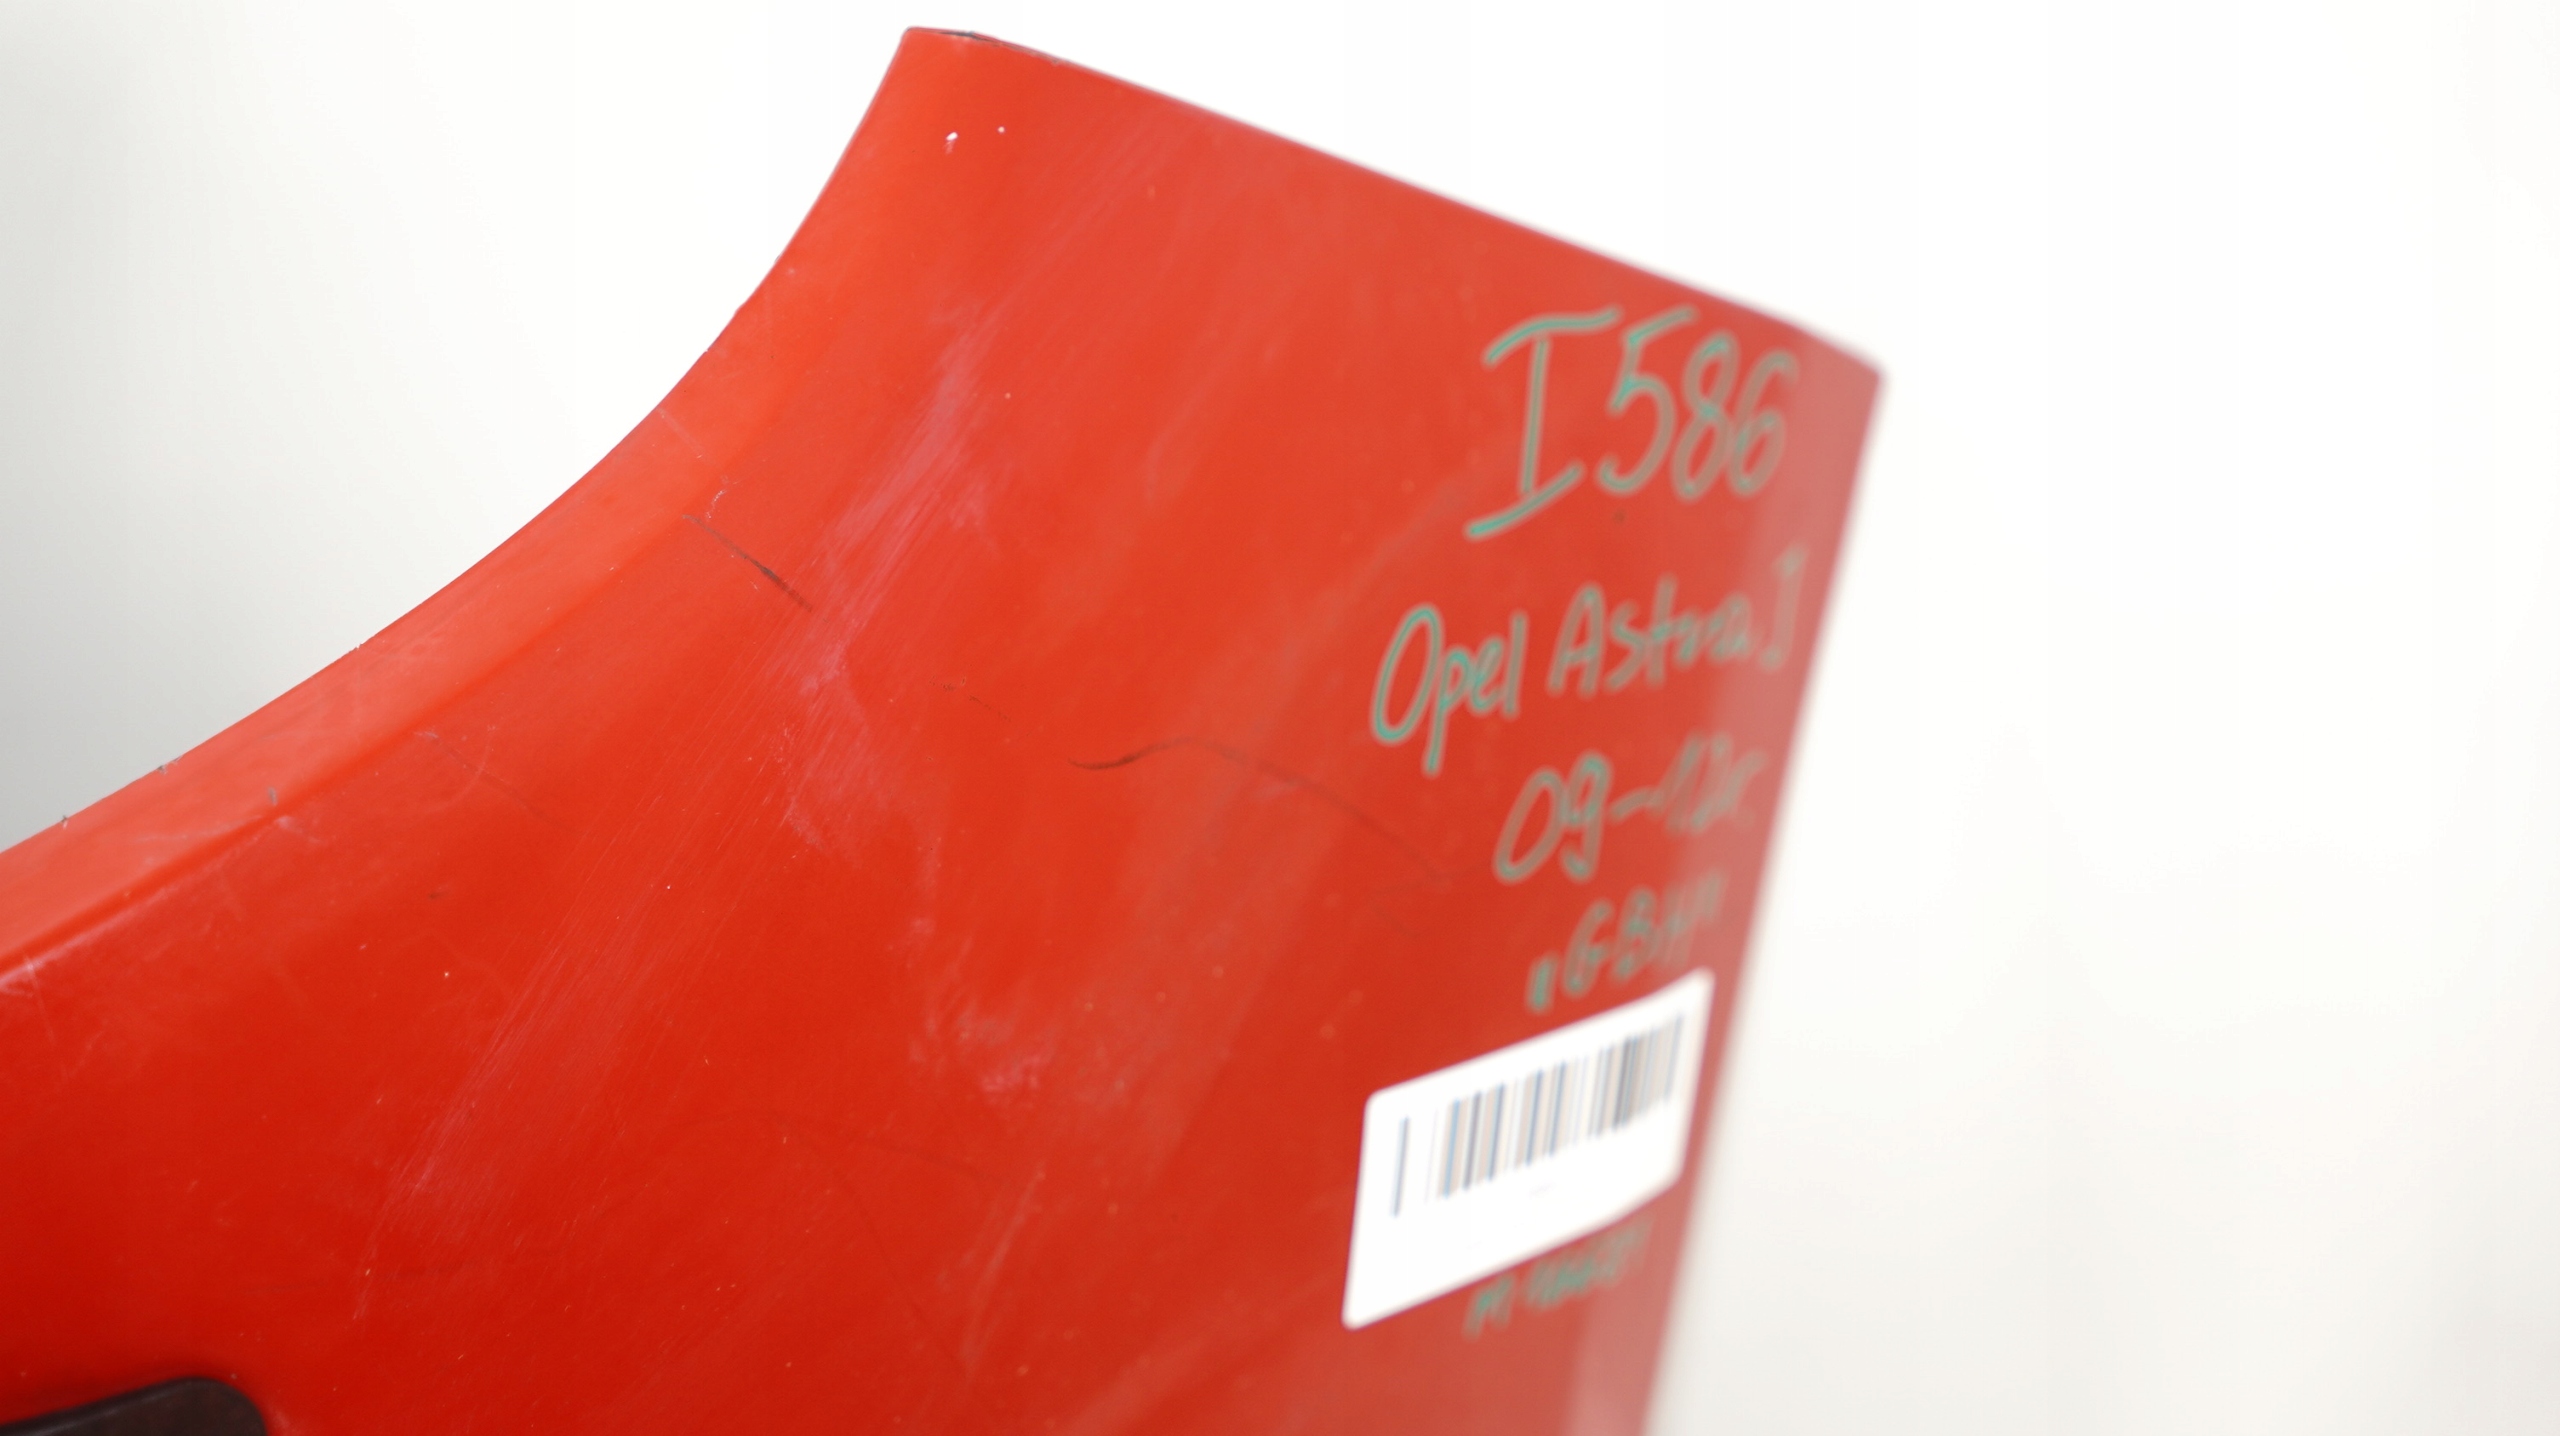 I586
Opel Astra J
09-12r
„GBH"